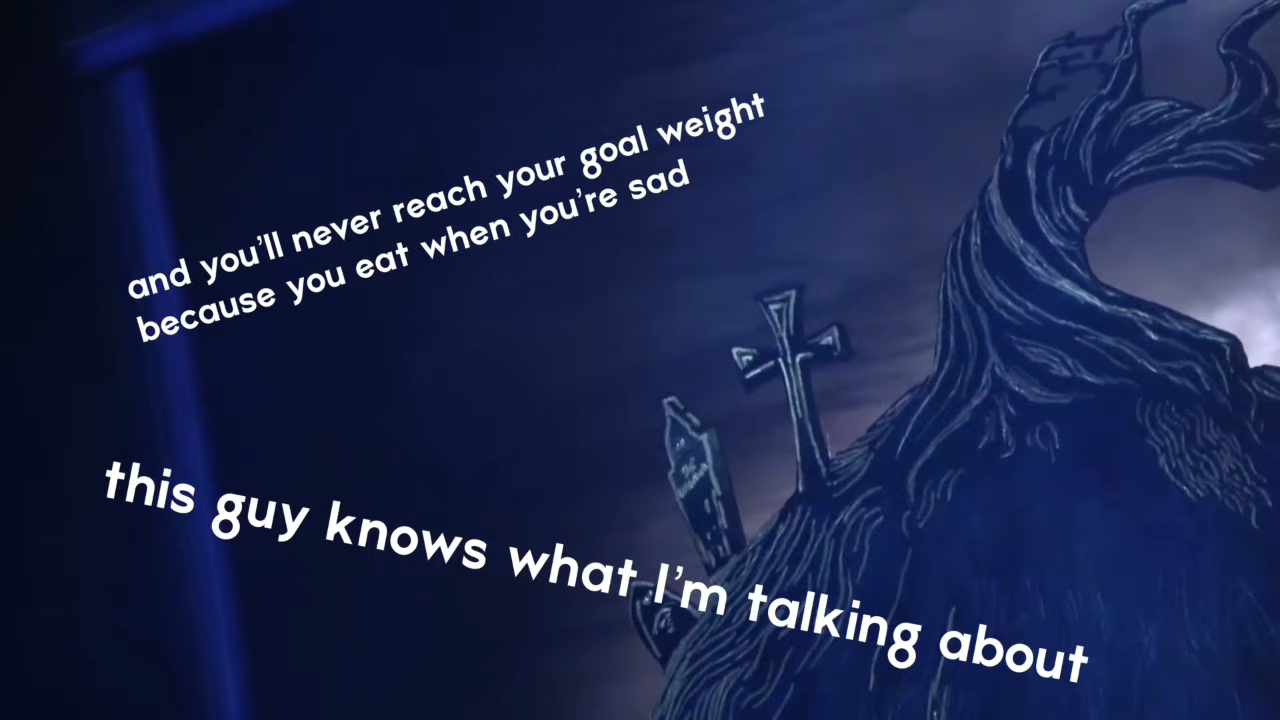 and you'll never reach your goal weight
because you eat when you're sad
this guy knows what I'm talking about